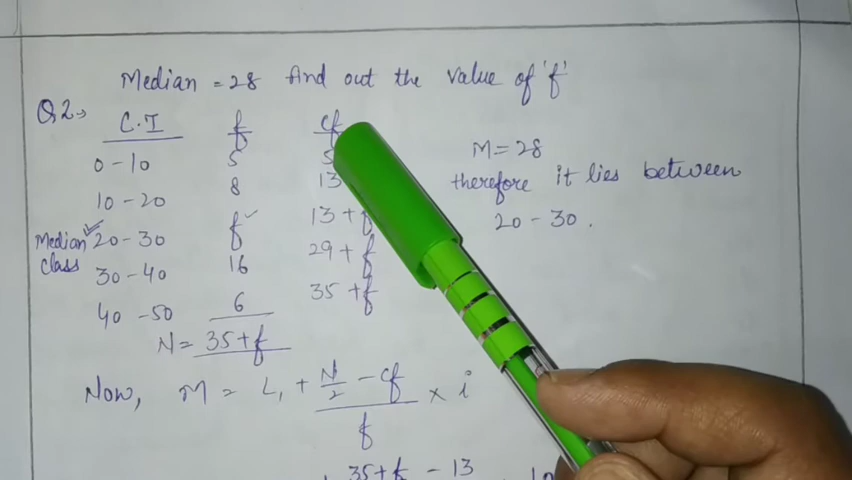 Median = 28 find out the value of 'f'
Q2→ C.I f cf
0-10 5 5
10-20 8 13
Median 20-30 f 13+f
class 30-40 16 29+f
40-50 6 35+f
N= 35+f
M=28
therefore it lies between
20-30.
Now, M = L₁ + N/2 - cf / f × i
35+f - 13